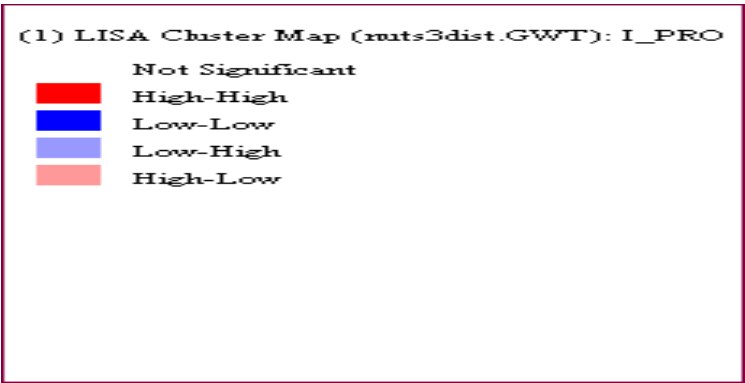 (1) LISA Cluster Map (nuts3dist.GWT): I_PRO
Not Significant
High-High
Low-Low
Low-High
High-Low